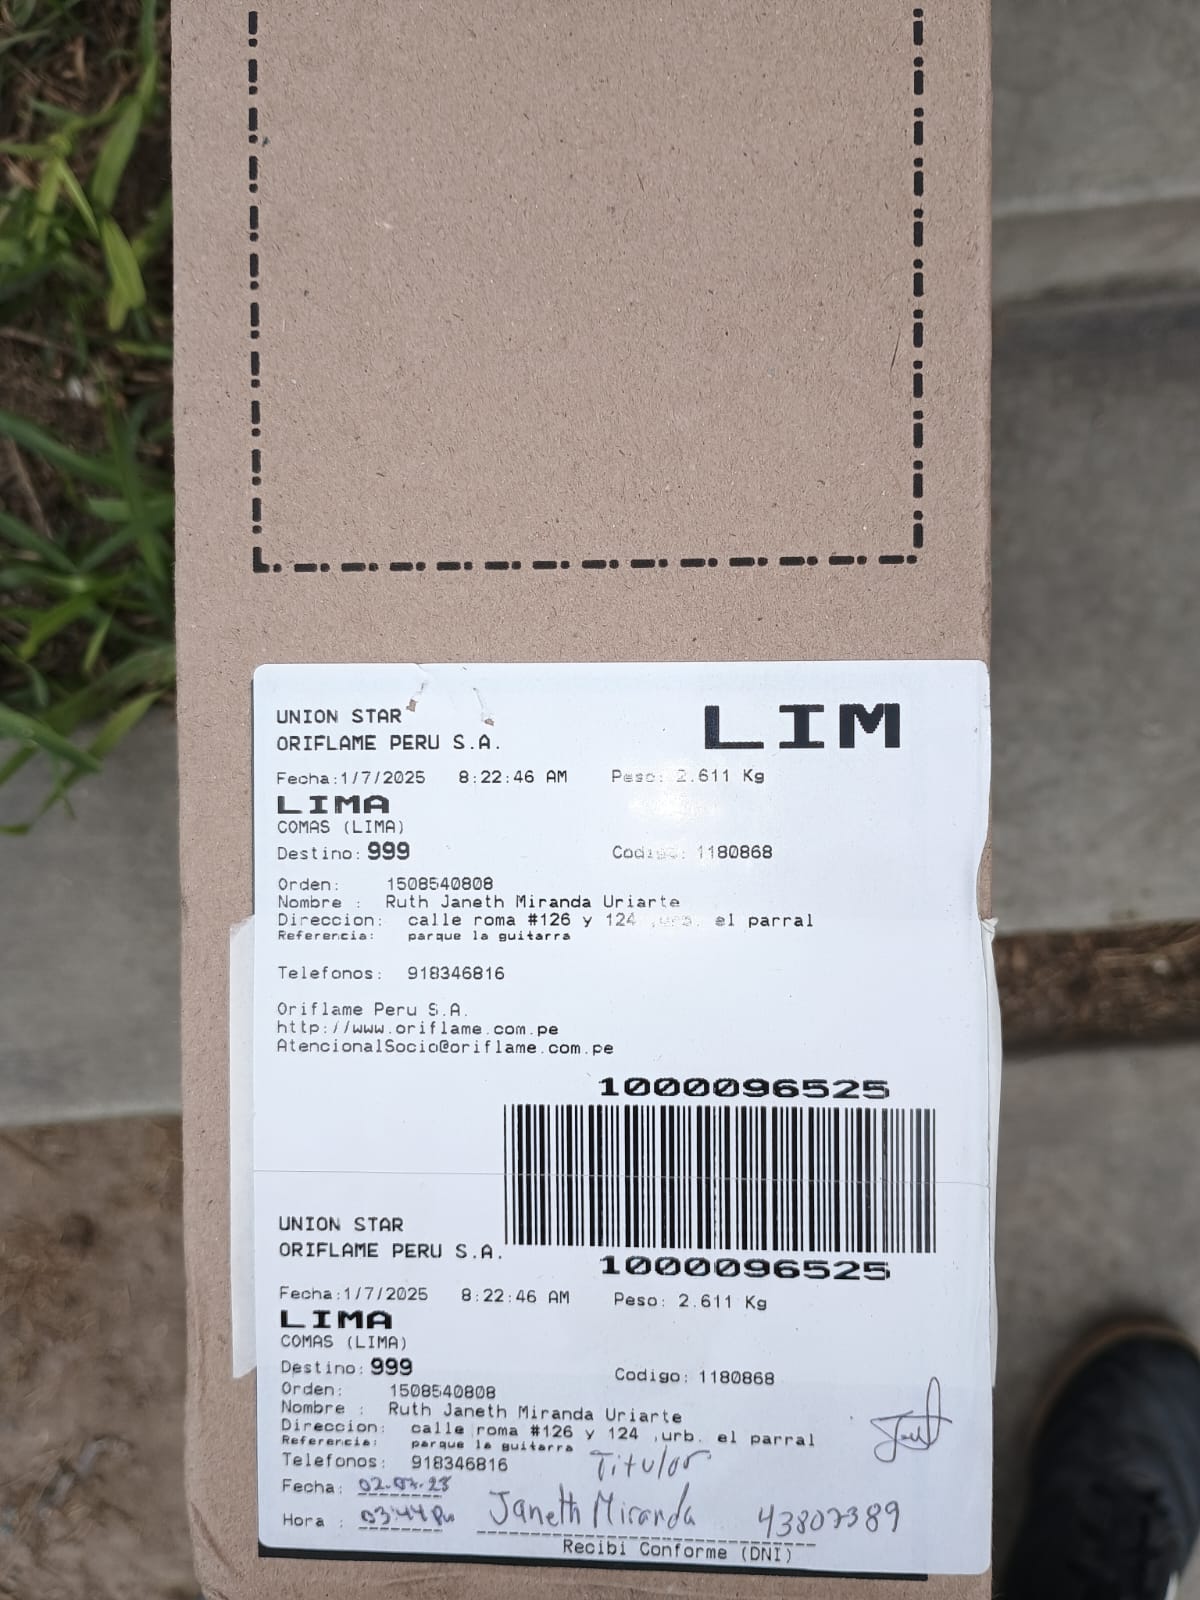 UNION STAR
LIM
ORIFLAME PERU S.A.
Fecha:1/7/2025 8:22:46 AM Peso: 2.611 Kg
LIMA
COMAS (LIMA)
Destino: 999 Codigo: 1180868
Orden: 1508540808
Nombre : Ruth Janeth Miranda Uriarte
Direccion: calle roma #126 y 124 ,urb. el parral
Referencia: parque la guitarra
Telefonos: 918346816
Oriflame Peru S.A.
http://www.oriflame.com.pe
AtencionalSocio@oriflame.com.pe
1000096525
UNION STAR
ORIFLAME PERU S.A.
1000096525
Fecha:1/7/2025 8:22:46 AM Peso: 2.611 Kg
LIMA
COMAS (LIMA)
Destino: 999 Codigo: 1180868
Orden: 1508540808
Nombre : Ruth Janeth Miranda Uriarte
Direccion: calle roma #126 y 124 ,urb. el parral
Referencia: parque la guitarra
Telefonos: 918346816 Titular
Fecha:
Hora : 03:44 Pm Janeth Miranda 43807389
Recibi Conforme (DNI)